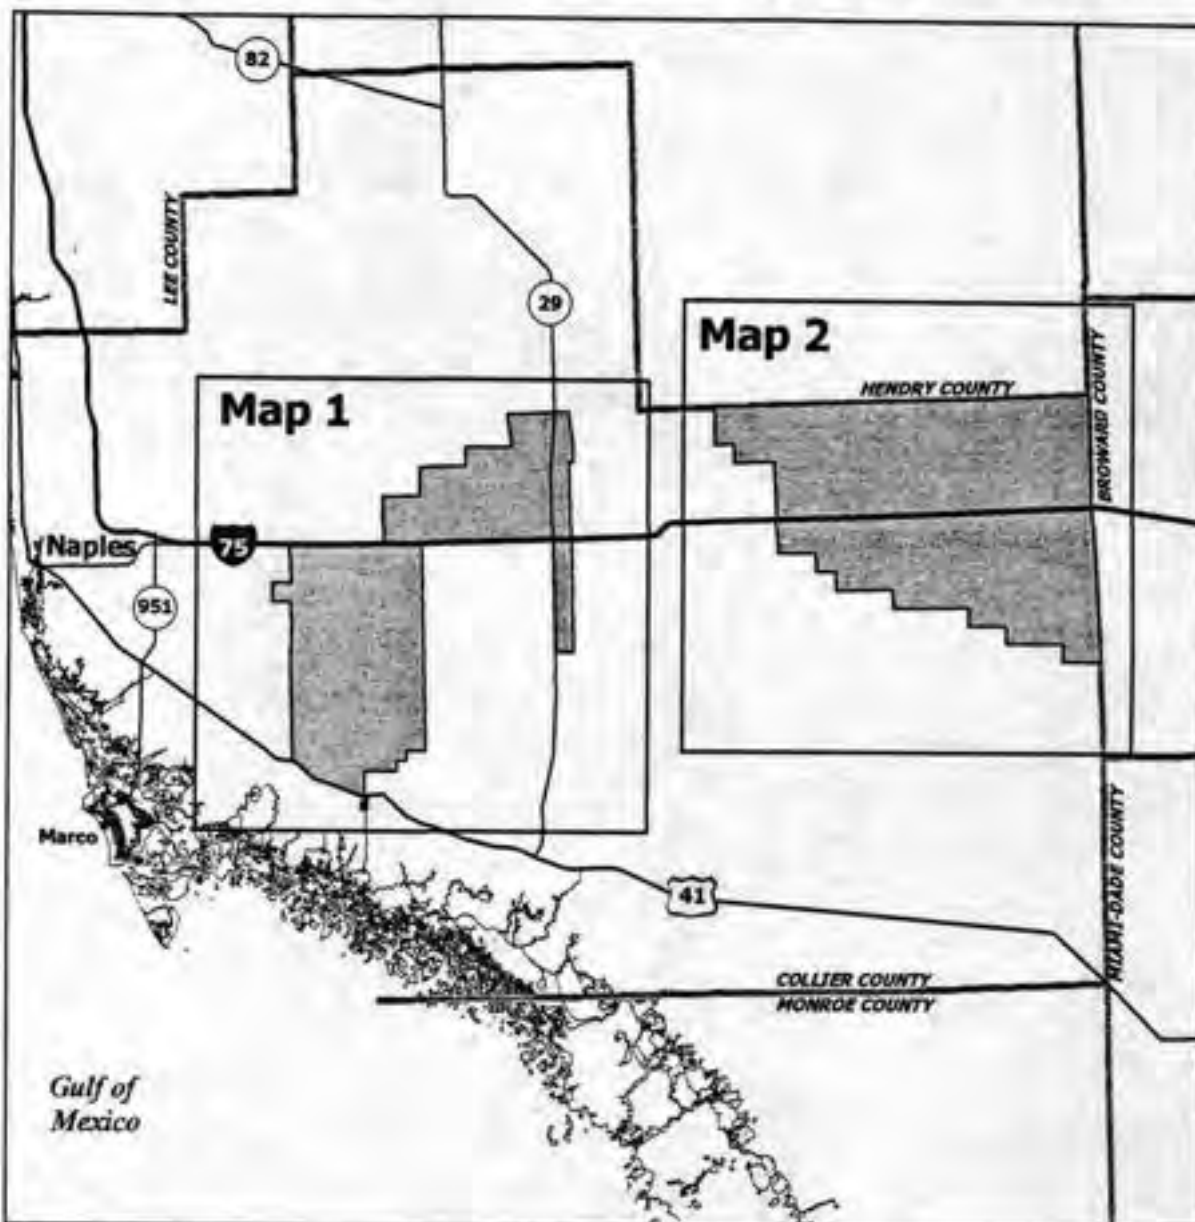 82
LEE COUNTY
29
Map 2
HENDRY COUNTY
BROWARD COUNTY
Map 1
75
Naples
951
Marco
41
MIAMI-DADE COUNTY
COLLIER COUNTY
MONROE COUNTY
Gulf of
Mexico